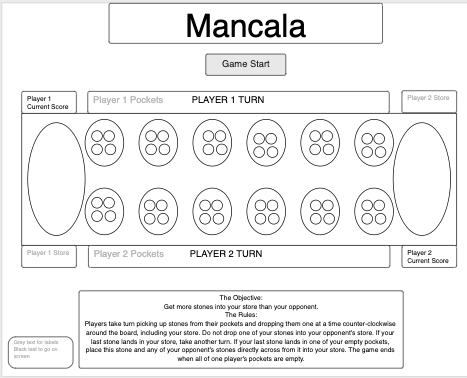 Mancala
Game Start
Player 1
Current Score
Player 1 Pockets PLAYER 1 TURN
Player 2 Store
Player 1 Store
Player 2 Pockets PLAYER 2 TURN
Player 2
Current Score
The Objective:
Get more stones into your store than your opponent.
The Rules:
Players take turn picking up stones from their pockets and dropping them one at a time counter-clockwise
around the board, including your store. Do not drop one of your stones into your opponent's store. If your
last stone lands in your store, take another turn. If your last stone lands in one of your empty pockets,
place this stone and any of your opponent's stones directly across from it into your store. The game ends
when all of one player's pockets are empty.
Grey text for labels
Black text to go on
screen